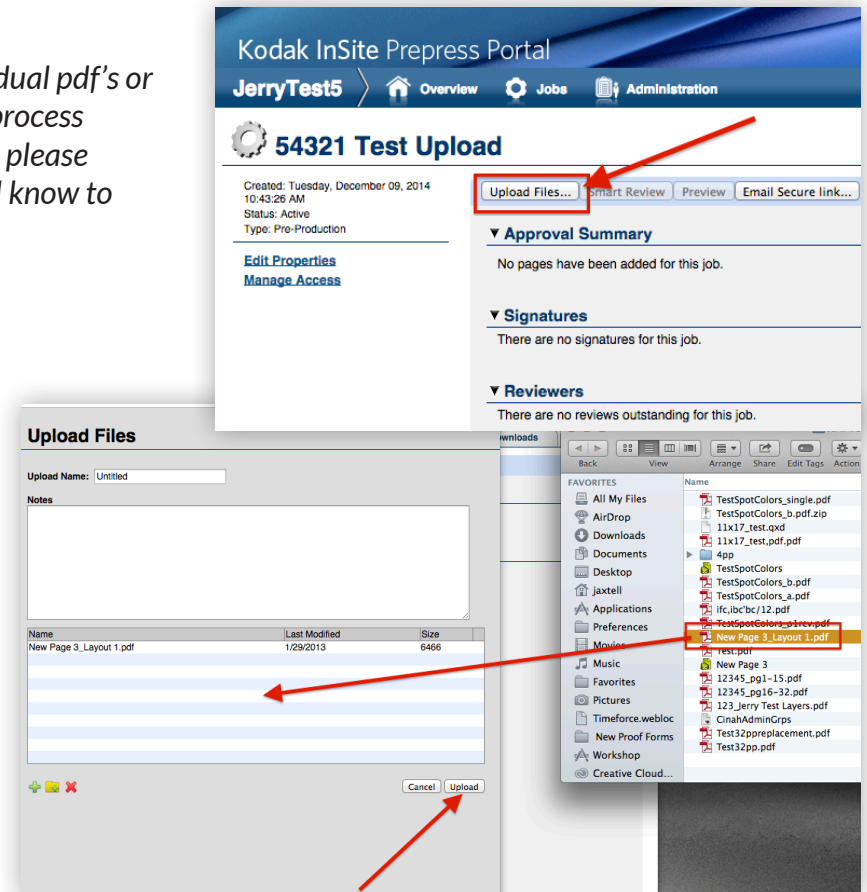 dual pdf's or
process
please
know to
Kodak InSite Prepress Portal
JerryTest5 Overview Jobs Administration
54321 Test Upload
Created: Tuesday, December 09, 2014
10:43:26 AM
Status: Active
Type: Pre-Production
Edit Properties
Manage Access
Upload Files... Smart Review Preview Email Secure link...
Approval Summary
No pages have been added for this job.
Signatures
There are no signatures for this job.
Reviewers
There are no reviews outstanding for this job.
Upload Files
Upload Name: Untitled
Notes
Name Last Modified Size
New Page 3_Layout 1.pdf 1/29/2013 6466
Cancel Upload
wnloads
Back View Arrange Share Edit Tags Action
FAVORITES
All My Files
AirDrop
Downloads
Documents
Desktop
jaxtell
Applications
Preferences
Movies
Music
Favorites
Pictures
Timeforce.webloc
New Proof Forms
Workshop
Creative Cloud...
Name
TestSpotColors_single.pdf
TestSpotColors_b.pdf.zip
11x17_test.qxd
11x17_test,pdf.pdf
4pp
TestSpotColors
TestSpotColors_b.pdf
TestSpotColors_a.pdf
ifc,ibc'bc/12.pdf
TestSpotColors_p1rev.pdf
New Page 3_Layout 1.pdf
Test.pdf
New Page 3
12345_pg1-15.pdf
12345_pg16-32.pdf
123_Jerry Test Layers.pdf
CinahAdminGrps
Test32ppreplacement.pdf
Test32pp.pdf